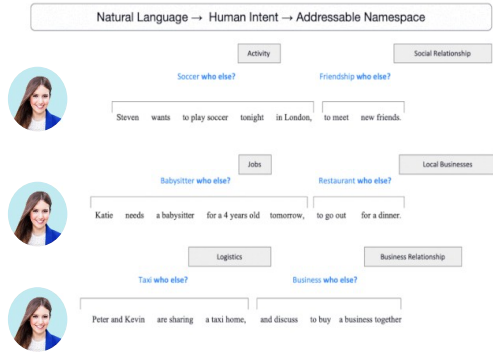 Natural Language → Human Intent → Addressable Namespace
Activity
Social Relationship
Soccer who else?
Friendship who else?
Steven wants to play soccer tonight in London, to meet new friends.
Jobs
Local Businesses
Babysitter who else?
Restaurant who else?
Katie needs a babysitter for a 4 years old tomorrow, to go out for a dinner.
Logistics
Business Relationship
Taxi who else?
Business who else?
Peter and Kevin are sharing a taxi home, and discuss to buy a business together